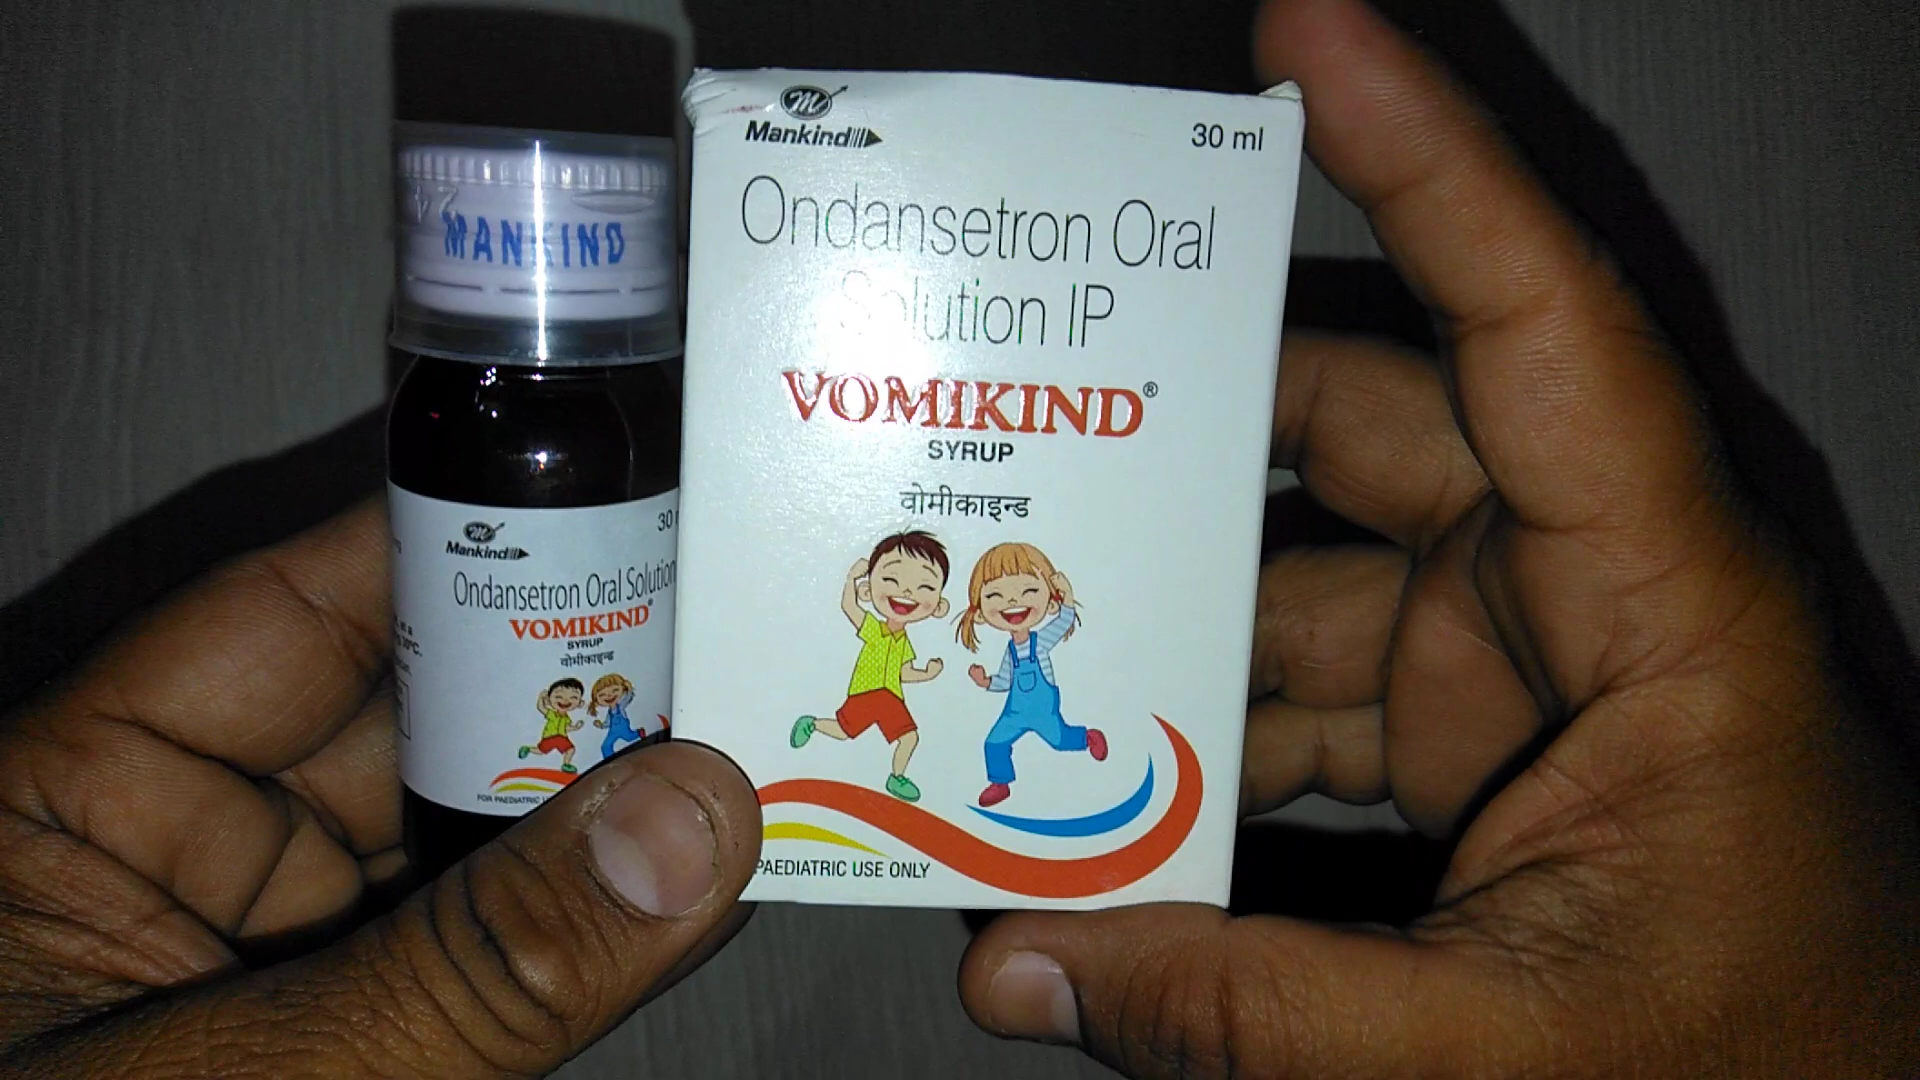 MANKIND
30
Mankind
Ondansetron Oral Solution
VOMIKIND®
SYRUP
वोमीकाइन्ड
FOR PAEDIATRIC
Mankind
30 ml
Ondansetron Oral
Solution IP
VOMIKIND®
SYRUP
वोमीकाइन्ड
PAEDIATRIC USE ONLY